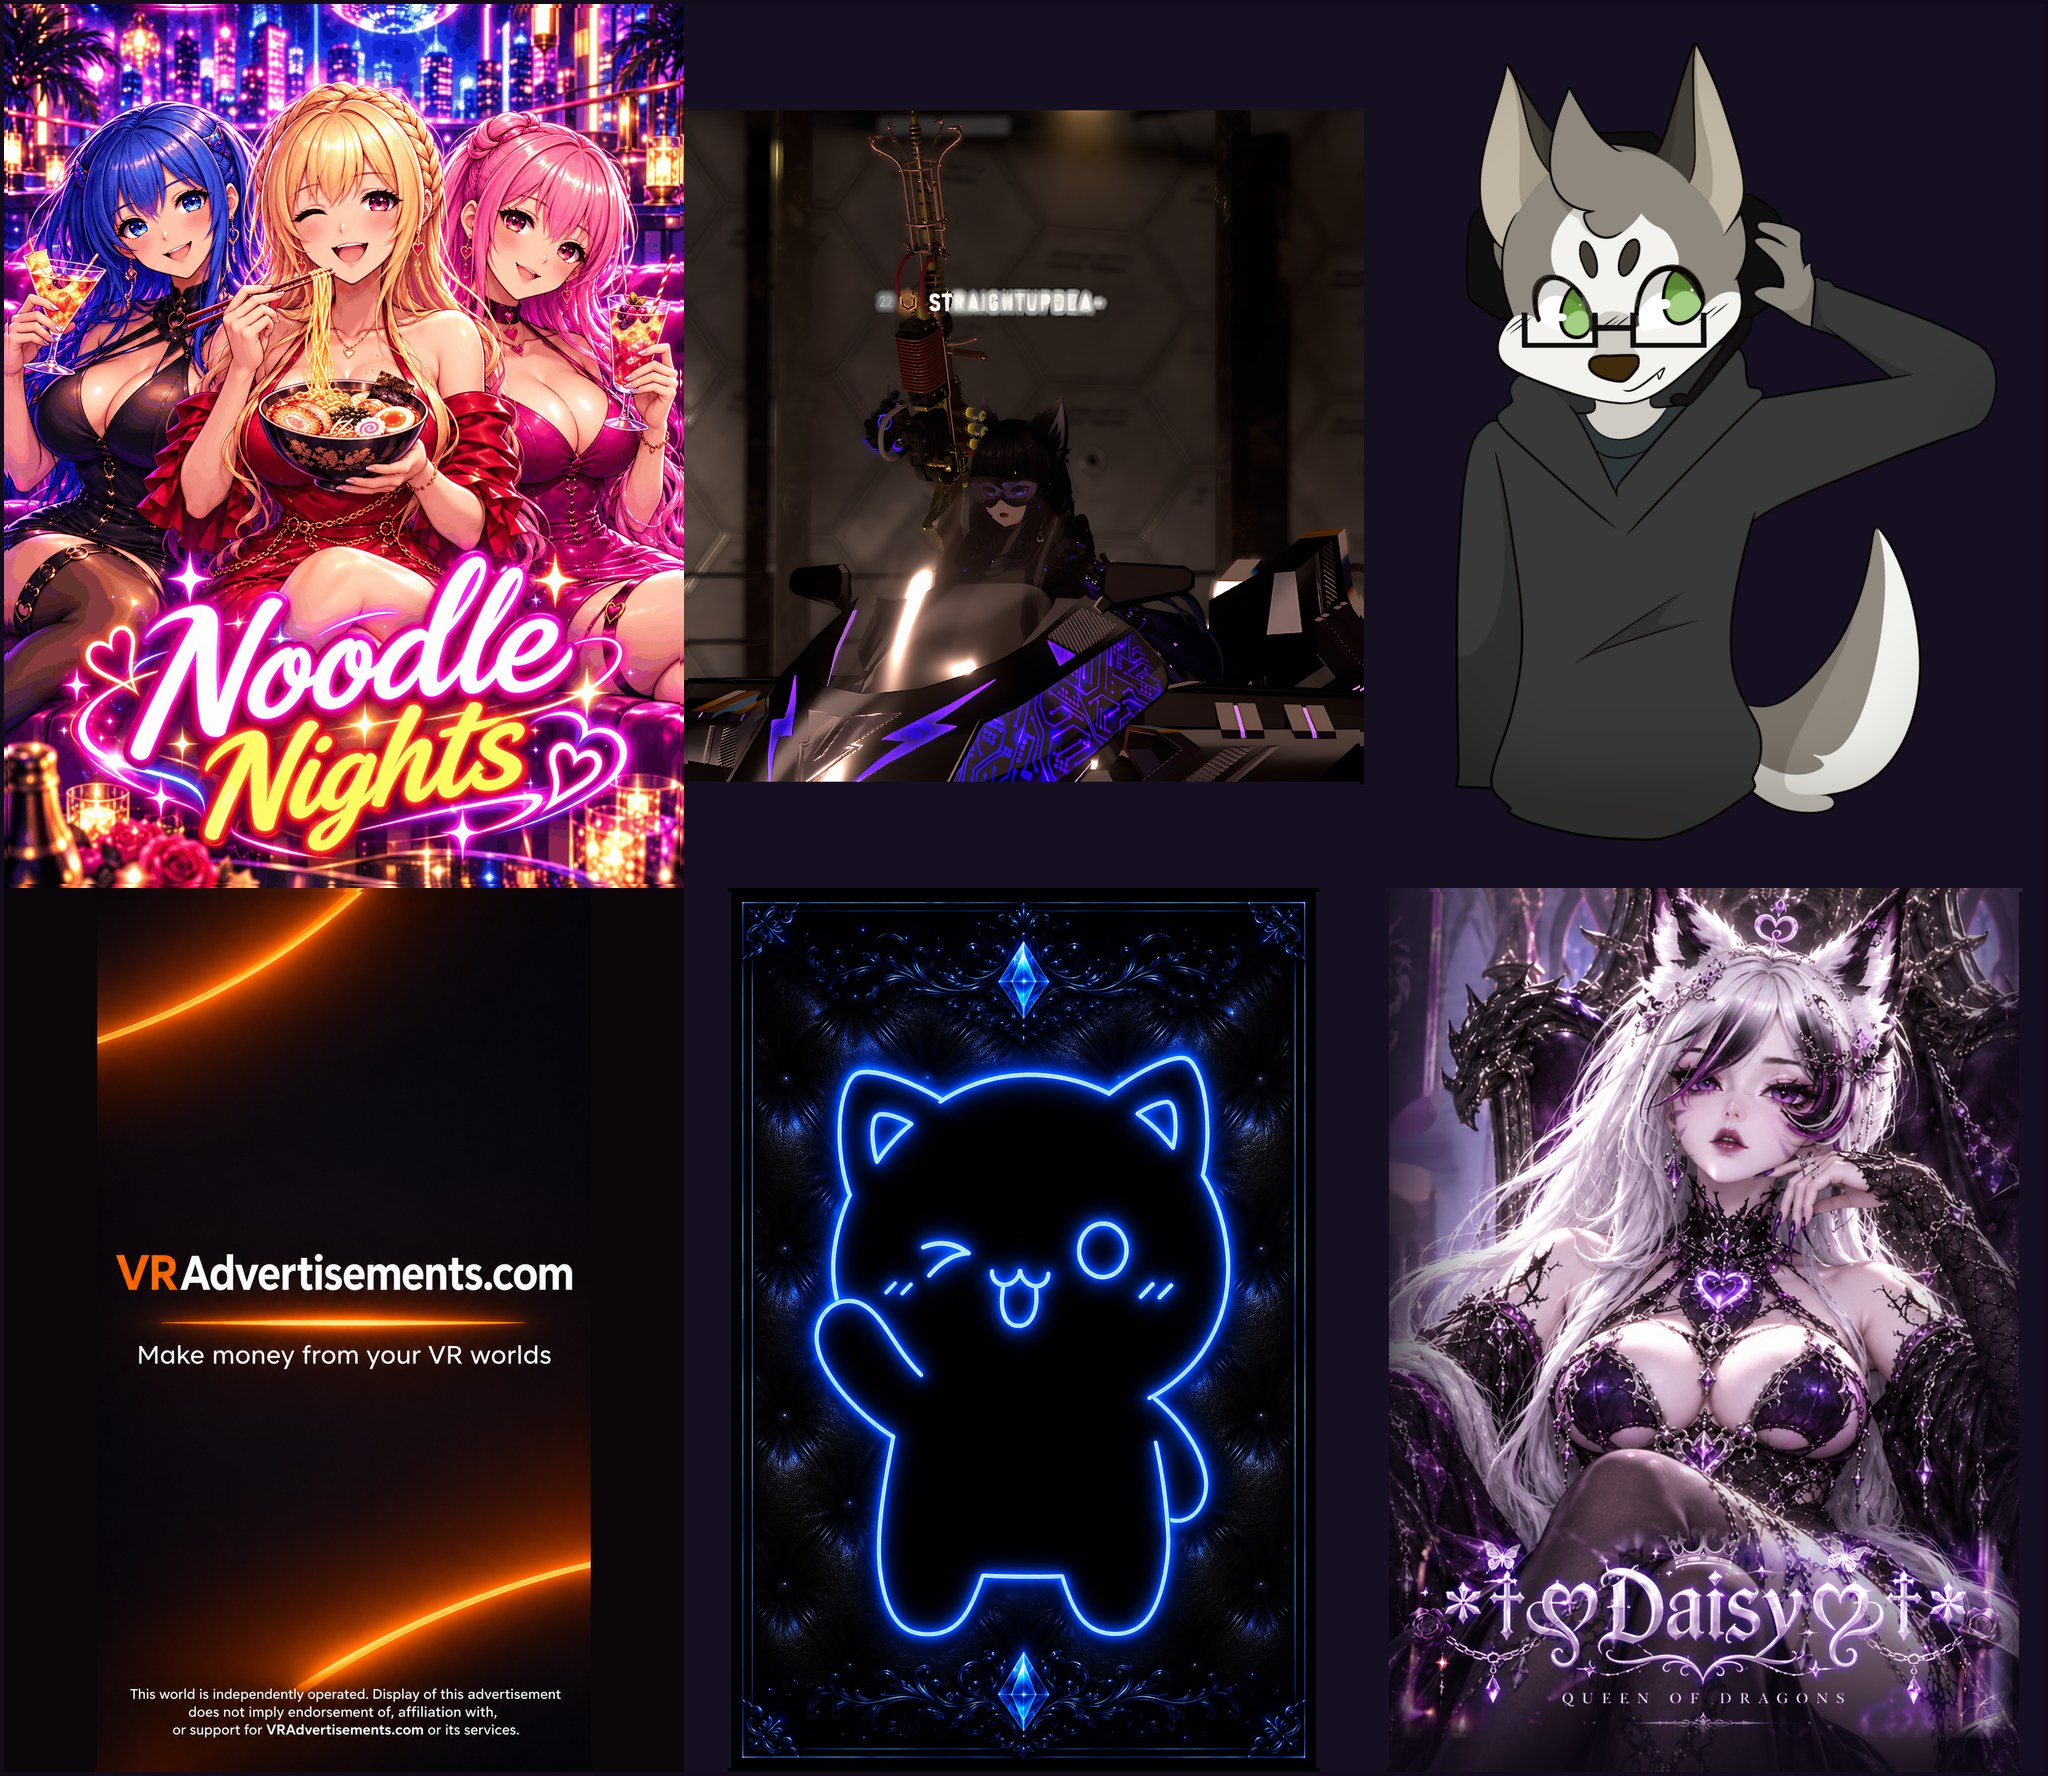 Noodle
Nights
22 STRAIGHTUPDEA
VRAdvertisements.com
Make money from your VR worlds
This world is independently operated. Display of this advertisement
does not imply endorsement of, affiliation with,
or support for VRAdvertisements.com or its services.
Daisy
QUEEN OF DRAGONS